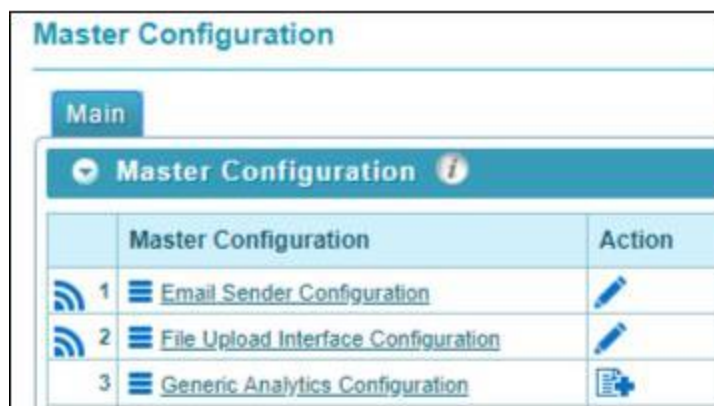 Master Configuration
Main
Master Configuration i
Master Configuration Action
1 Email Sender Configuration
2 File Upload Interface Configuration
3 Generic Analytics Configuration